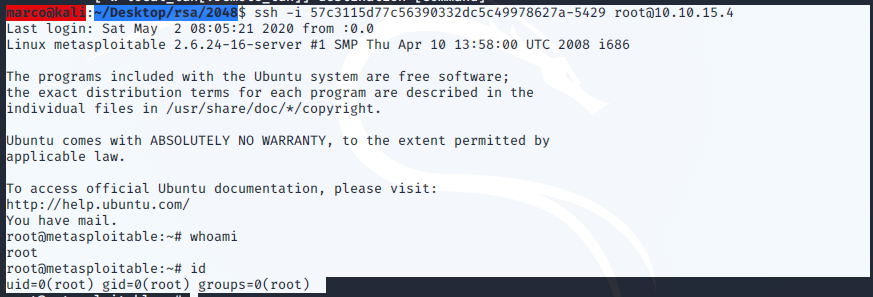 marco@kali:~/Desktop/rsa/2048$ ssh -i 57c3115d77c56390332dc5c49978627a-5429 root@10.10.15.4
Last login: Sat May  2 08:05:21 2020 from :0.0
Linux metasploitable 2.6.24-16-server #1 SMP Thu Apr 10 13:58:00 UTC 2008 i686
The programs included with the Ubuntu system are free software;
the exact distribution terms for each program are described in the
individual files in /usr/share/doc/*/copyright.
Ubuntu comes with ABSOLUTELY NO WARRANTY, to the extent permitted by
applicable law.
To access official Ubuntu documentation, please visit:
http://help.ubuntu.com/
You have mail.
root@metasploitable:~# whoami
root
root@metasploitable:~# id
uid=0(root) gid=0(root) groups=0(root)